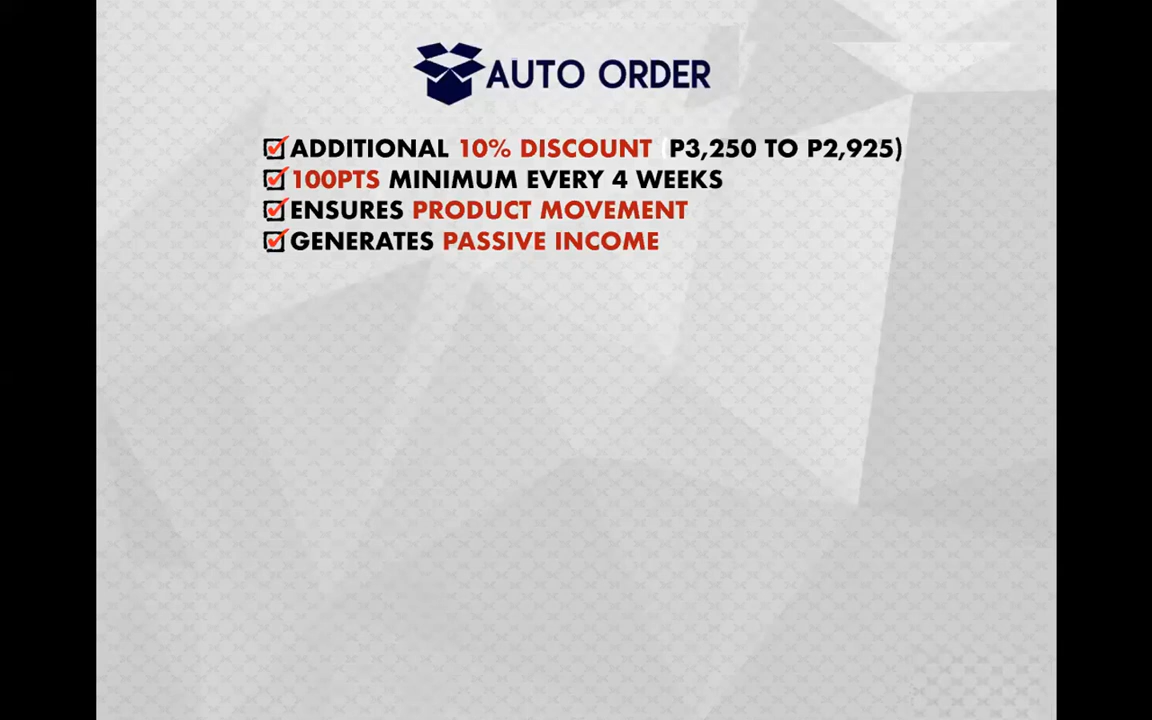 AUTO ORDER
ADDITIONAL 10% DISCOUNT (P3,250 TO P2,925)
100PTS MINIMUM EVERY 4 WEEKS
ENSURES PRODUCT MOVEMENT
GENERATES PASSIVE INCOME